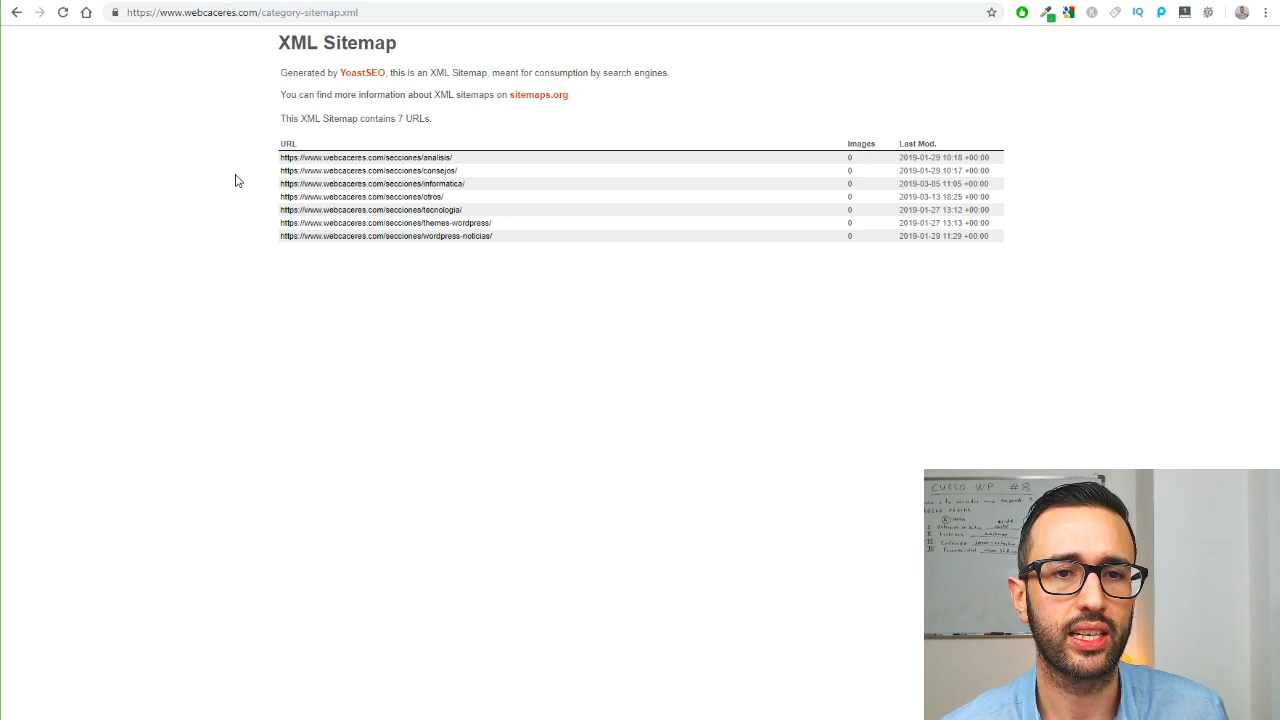 https://www.webcaceres.com/category-sitemap.xml
XML Sitemap
Generated by YoastSEO, this is an XML Sitemap, meant for consumption by search engines.
You can find more information about XML sitemaps on sitemaps.org.
This XML Sitemap contains 7 URLs.
URL Images Last Mod.
https://www.webcaceres.com/secciones/analisis/ 0 2019-01-29 10:18 +00:00
https://www.webcaceres.com/secciones/consejos/ 0 2019-01-29 10:17 +00:00
https://www.webcaceres.com/secciones/informatica/ 0 2019-03-05 11:05 +00:00
https://www.webcaceres.com/secciones/otros/ 0 2019-03-13 18:25 +00:00
https://www.webcaceres.com/secciones/tecnologia/ 0 2019-01-27 13:12 +00:00
https://www.webcaceres.com/secciones/themes-wordpress/ 0 2019-01-27 13:13 +00:00
https://www.webcaceres.com/secciones/wordpress-noticias/ 0 2019-01-29 11:29 +00:00
CURSO WP #8